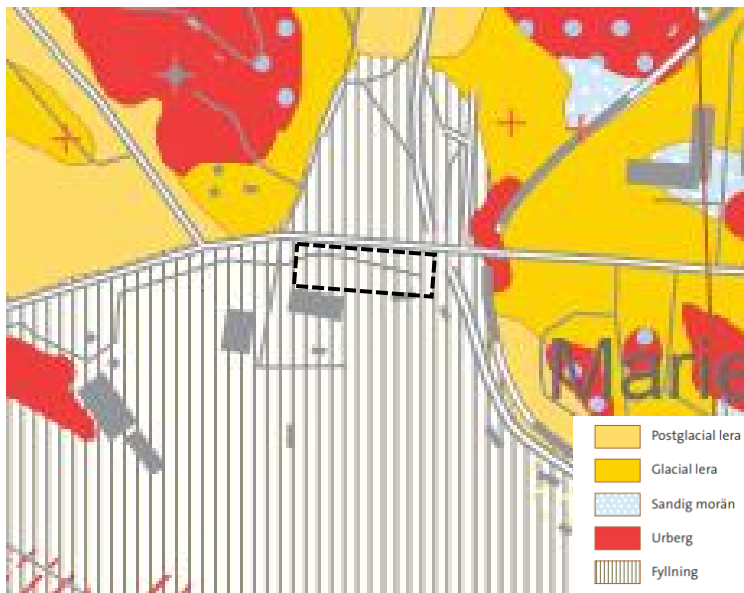 Marie
Postglacial lera
Glacial lera
Sandig morän
Urberg
Fyllning